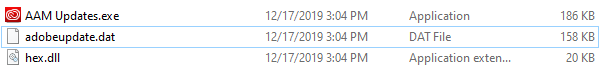 AAM Updates.exe 12/17/2019 3:04 PM Application 186 KB
adobeupdate.dat 12/17/2019 3:04 PM DAT File 158 KB
hex.dll 12/17/2019 3:04 PM Application exten... 20 KB